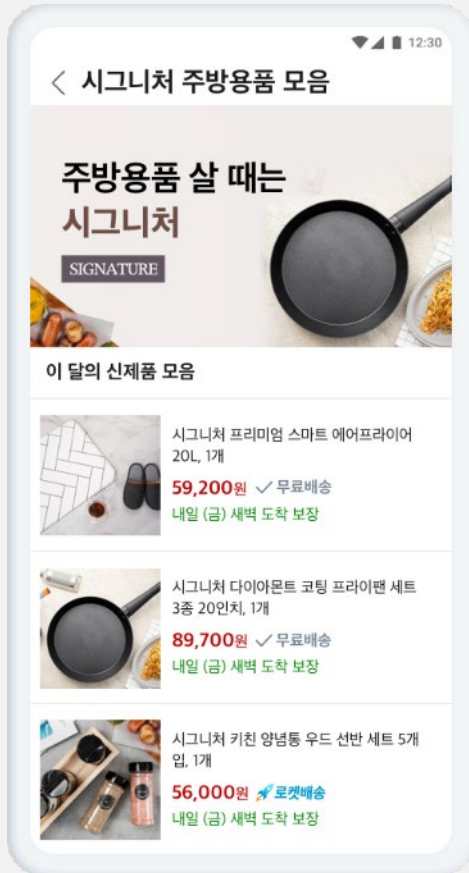 12:30
시그니처 주방용품 모음
주방용품 살 때는
시그니처
SIGNATURE
이 달의 신제품 모음
시그니처 프리미엄 스마트 에어프라이어
20L, 1개
59,200원 무료배송
내일 (금) 새벽 도착 보장
시그니처 다이아몬트 코팅 프라이팬 세트
3종 20인치, 1개
89,700원 무료배송
내일 (금) 새벽 도착 보장
시그니처 키친 양념통 우드 선반 세트 5개
입, 1개
56,000원 로켓배송
내일 (금) 새벽 도착 보장